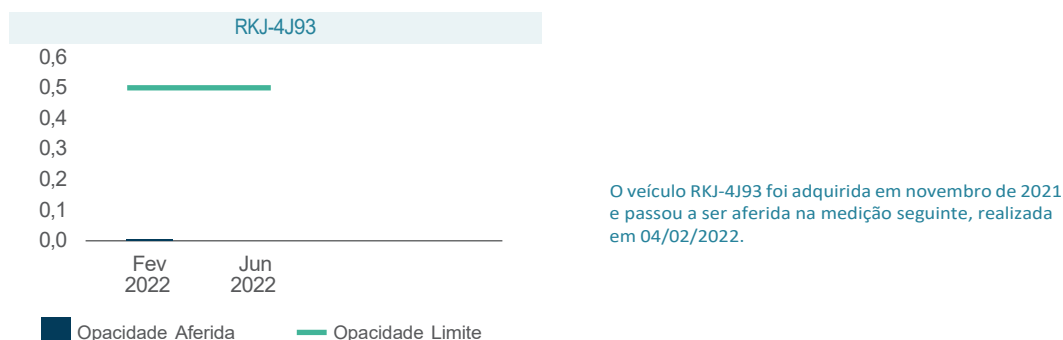 RKJ-4J93
0,6
0,5
0,4
0,3
0,2
0,1
0,0
Fev
2022
Jun
2022
Opacidade Aferida
Opacidade Limite
O veículo RKJ-4J93 foi adquirida em novembro de 2021
e passou a ser aferida na medição seguinte, realizada
em 04/02/2022.